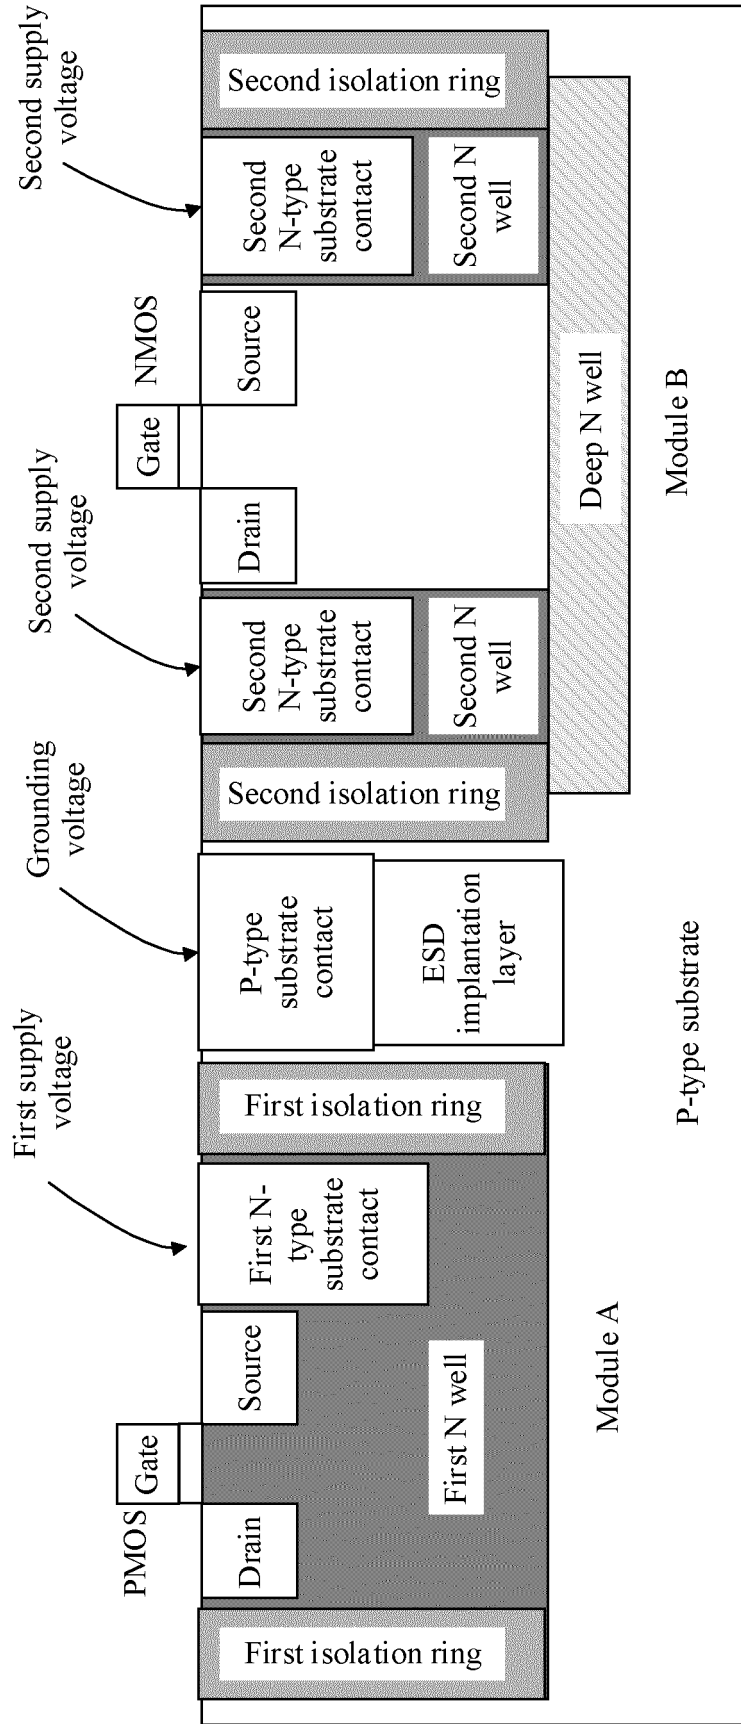 First supply
voltage
Grounding
voltage
Second supply
voltage
Second supply
voltage
PMOS
Gate
Gate
NMOS
Drain
Source
Drain
Source
First isolation ring
First N-
type
substrate
contact
First isolation ring
P-type
substrate
contact
Second isolation ring
Second
N-type
substrate
contact
Second
N-type
substrate
contact
Second isolation ring
First N well
ESD
implantation
layer
Second N
well
Second N
well
Deep N well
Module A
Module B
P-type substrate